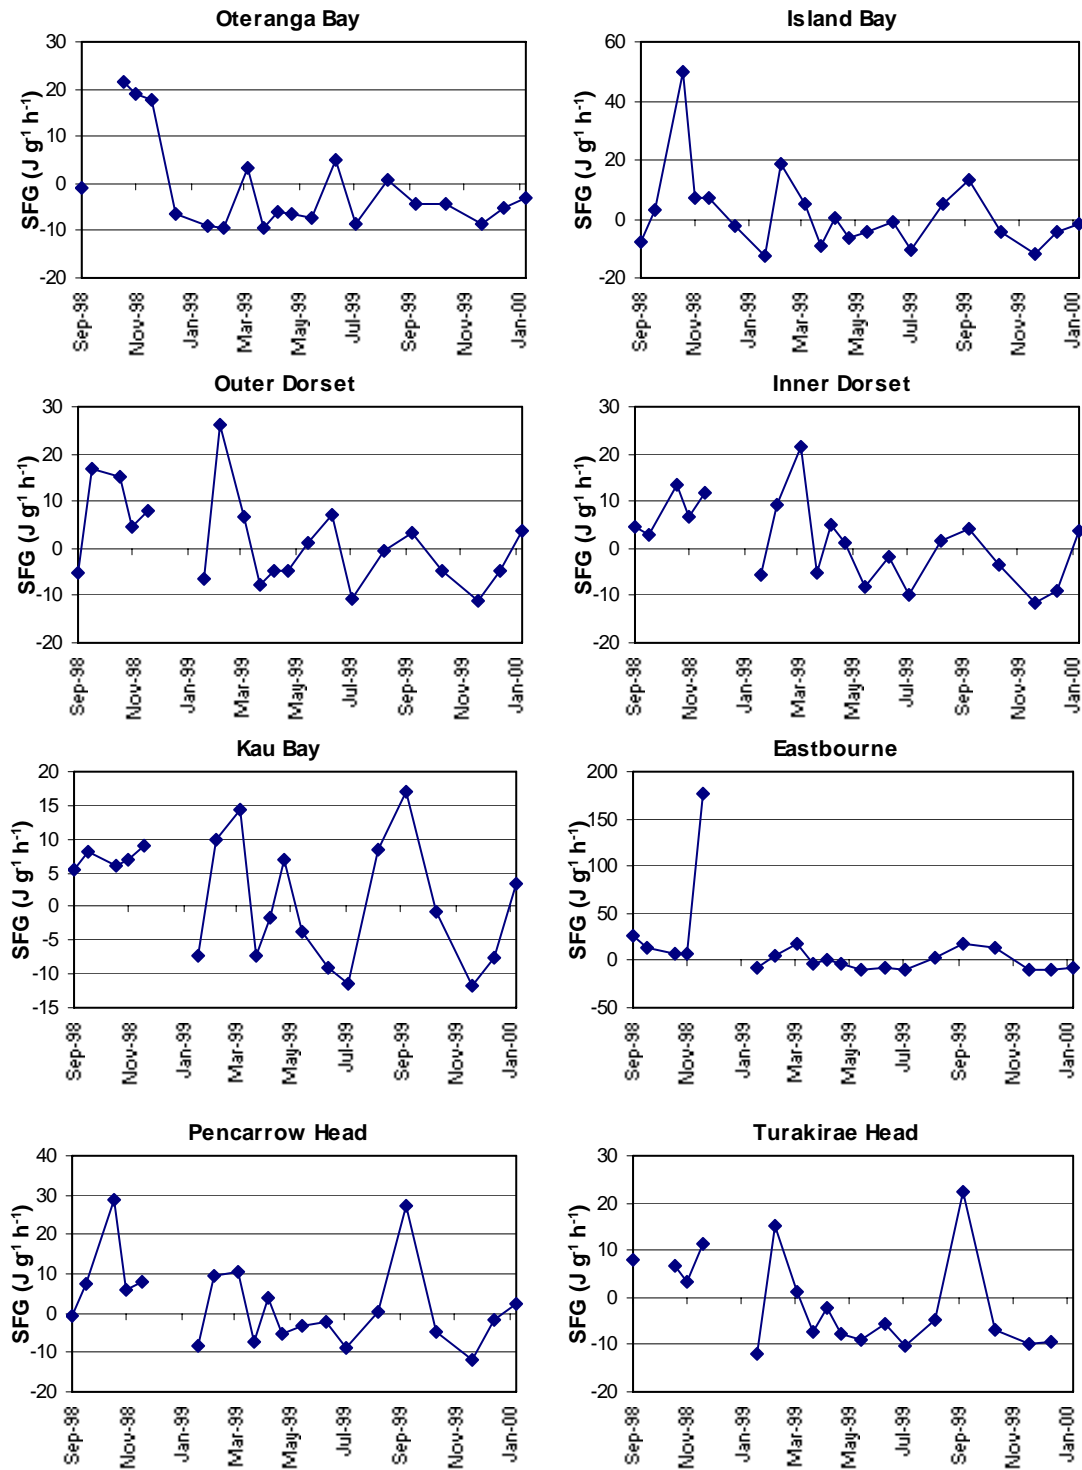 Oteranga Bay
SFG (J g⁻¹ h⁻¹)
30
20
10
0
-10
-20
Sep-98
Nov-98
Jan-99
Mar-99
May-99
Jul-99
Sep-99
Nov-99
Jan-00
Island Bay
SFG (J g⁻¹ h⁻¹)
60
40
20
0
-20
Sep-98
Nov-98
Jan-99
Mar-99
May-99
Jul-99
Sep-99
Nov-99
Jan-00
Outer Dorset
SFG (J g⁻¹ h⁻¹)
30
20
10
0
-10
-20
Sep-98
Nov-98
Jan-99
Mar-99
May-99
Jul-99
Sep-99
Nov-99
Jan-00
Inner Dorset
SFG (J g⁻¹ h⁻¹)
30
20
10
0
-10
-20
Sep-98
Nov-98
Jan-99
Mar-99
May-99
Jul-99
Sep-99
Nov-99
Jan-00
Kau Bay
SFG (J g⁻¹ h⁻¹)
20
15
10
5
0
-5
-10
-15
Sep-98
Nov-98
Jan-99
Mar-99
May-99
Jul-99
Sep-99
Nov-99
Jan-00
Eastbourne
SFG (J g⁻¹ h⁻¹)
200
150
100
50
0
-50
Sep-98
Nov-98
Jan-99
Mar-99
May-99
Jul-99
Sep-99
Nov-99
Jan-00
Pencarrow Head
SFG (J g⁻¹ h⁻¹)
40
30
20
10
0
-10
-20
Sep-98
Nov-98
Jan-99
Mar-99
May-99
Jul-99
Sep-99
Nov-99
Jan-00
Turakirae Head
SFG (J g⁻¹ h⁻¹)
30
20
10
0
-10
-20
Sep-98
Nov-98
Jan-99
Mar-99
May-99
Jul-99
Sep-99
Nov-99
Jan-00